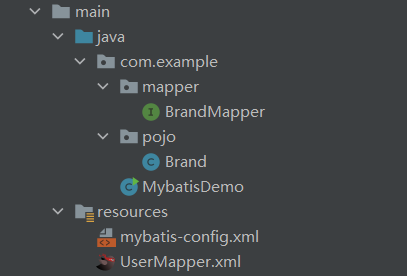 main
java
com.example
mapper
BrandMapper
pojo
Brand
MybatisDemo
resources
mybatis-config.xml
UserMapper.xml